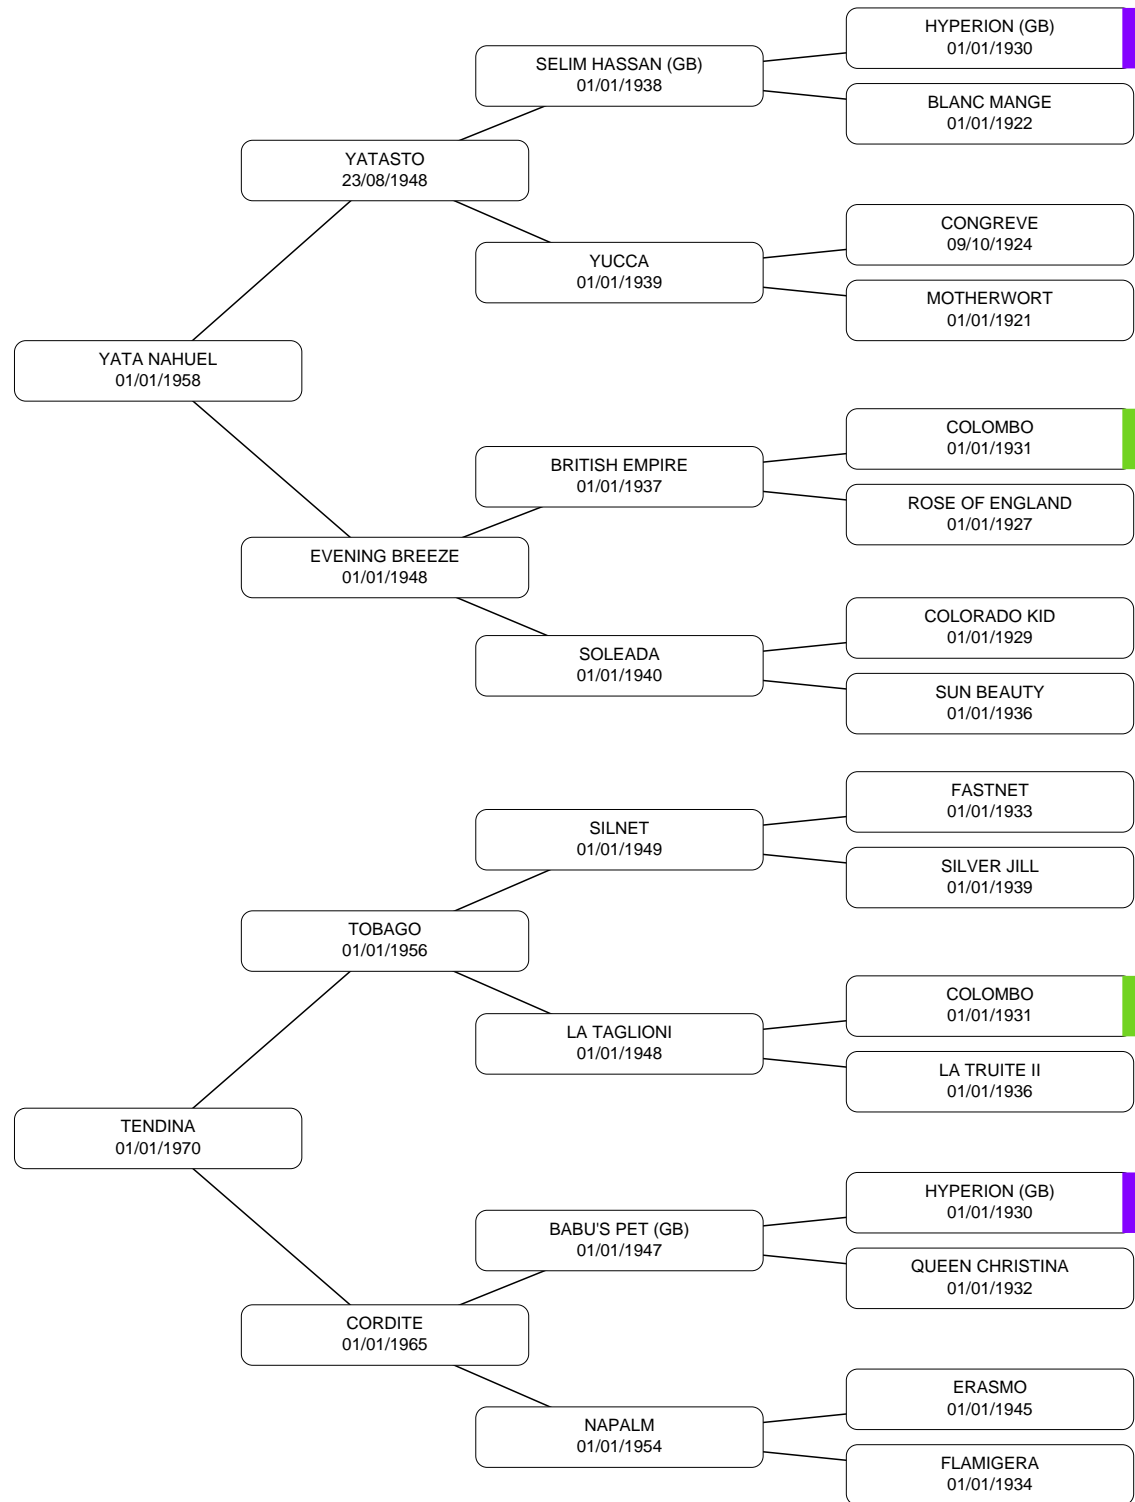 HYPERION (GB)
01/01/1930
SELIM HASSAN (GB)
01/01/1938
BLANC MANGE
01/01/1922
YATASTO
23/08/1948
CONGREVE
09/10/1924
YUCCA
01/01/1939
MOTHERWORT
01/01/1921
YATA NAHUEL
01/01/1958
COLOMBO
01/01/1931
BRITISH EMPIRE
01/01/1937
ROSE OF ENGLAND
01/01/1927
EVENING BREEZE
01/01/1948
COLORADO KID
01/01/1929
SOLEADA
01/01/1940
SUN BEAUTY
01/01/1936
FASTNET
01/01/1933
SILNET
01/01/1949
SILVER JILL
01/01/1939
TOBAGO
01/01/1956
COLOMBO
01/01/1931
LA TAGLIONI
01/01/1948
LA TRUITE II
01/01/1936
TENDINA
01/01/1970
HYPERION (GB)
01/01/1930
BABU'S PET (GB)
01/01/1947
QUEEN CHRISTINA
01/01/1932
CORDITE
01/01/1965
ERASMO
01/01/1945
NAPALM
01/01/1954
FLAMIGERA
01/01/1934